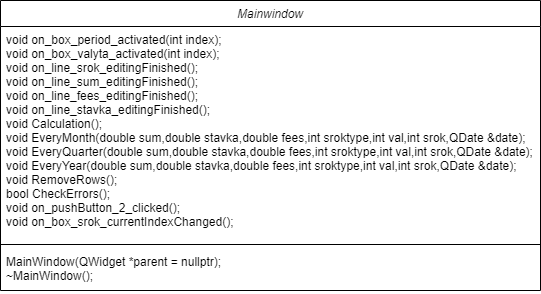 Mainwindow
void on_box_period_activated(int index);
void on_box_valyta_activated(int index);
void on_line_srok_editingFinished();
void on_line_sum_editingFinished();
void on_line_fees_editingFinished();
void on_line_stavka_editingFinished();
void Calculation();
void EveryMonth(double sum,double stavka,double fees,int sroktype,int val,int srok,QDate &date);
void EveryQuarter(double sum,double stavka,double fees,int sroktype,int val,int srok,QDate &date);
void EveryYear(double sum,double stavka,double fees,int sroktype,int val,int srok,QDate &date);
void RemoveRows();
bool CheckErrors();
void on_pushButton_2_clicked();
void on_box_srok_currentIndexChanged();
MainWindow(QWidget *parent = nullptr);
~MainWindow();